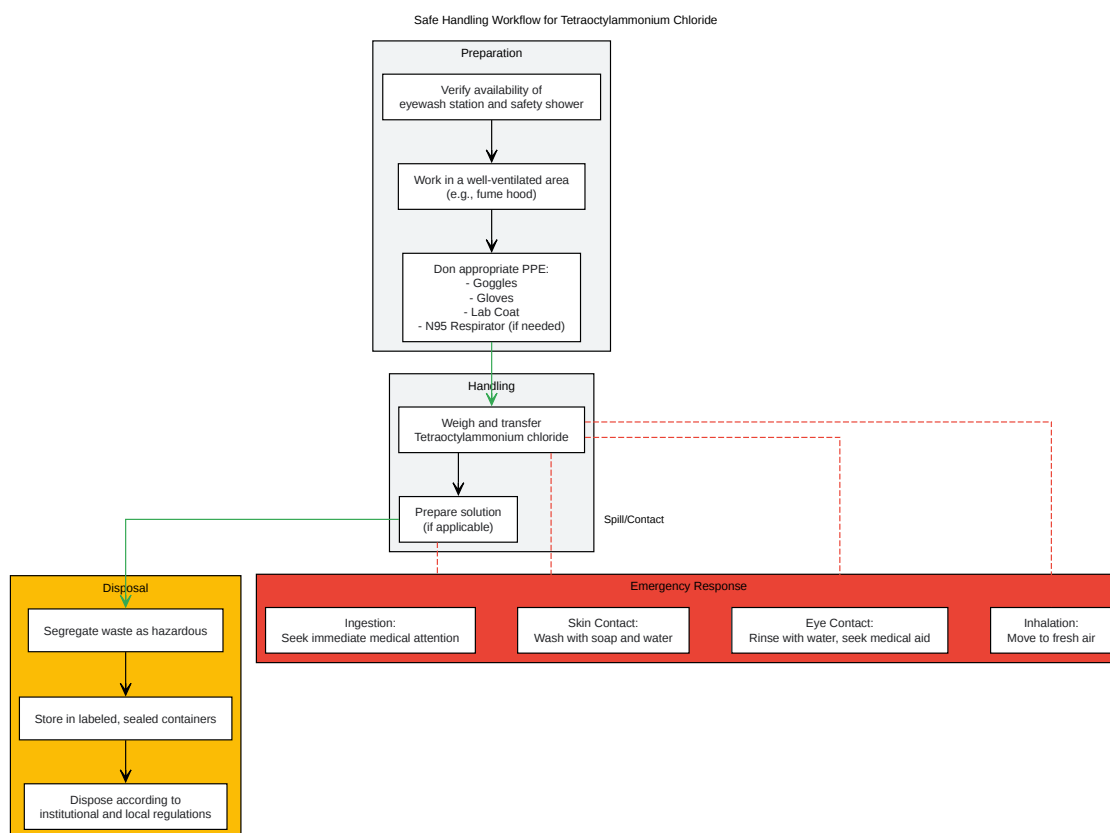 Safe Handling Workflow for Tetraoctylammonium Chloride
Preparation
Verify availability of
eyewash station and safety shower
Work in a well-ventilated area
(e.g., fume hood)
Don appropriate PPE:
- Goggles
- Gloves
- Lab Coat
- N95 Respirator (if needed)
Handling
Weigh and transfer
Tetraoctylammonium chloride
Prepare solution
(if applicable)
Spill/Contact
Disposal
Segregate waste as hazardous
Store in labeled, sealed containers
Dispose according to
institutional and local regulations
Emergency Response
Ingestion:
Seek immediate medical attention
Skin Contact:
Wash with soap and water
Eye Contact:
Rinse with water, seek medical aid
Inhalation:
Move to fresh air